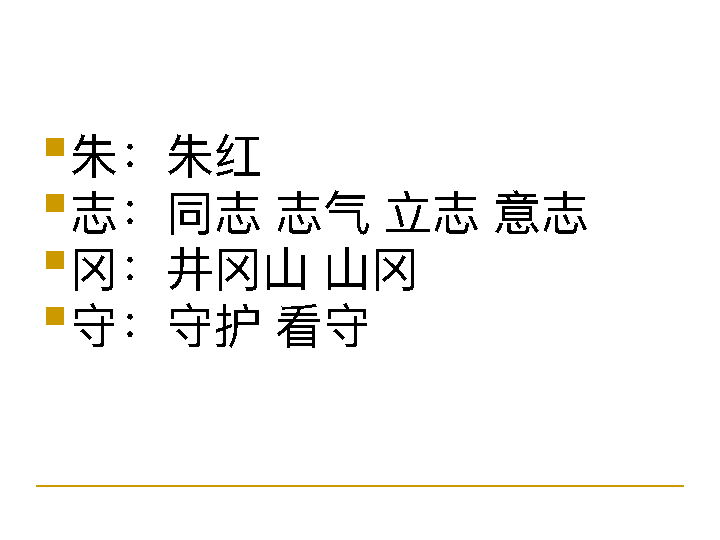 朱：朱红
志：同志 志气 立志 意志
冈：井冈山 山冈
守：守护 看守